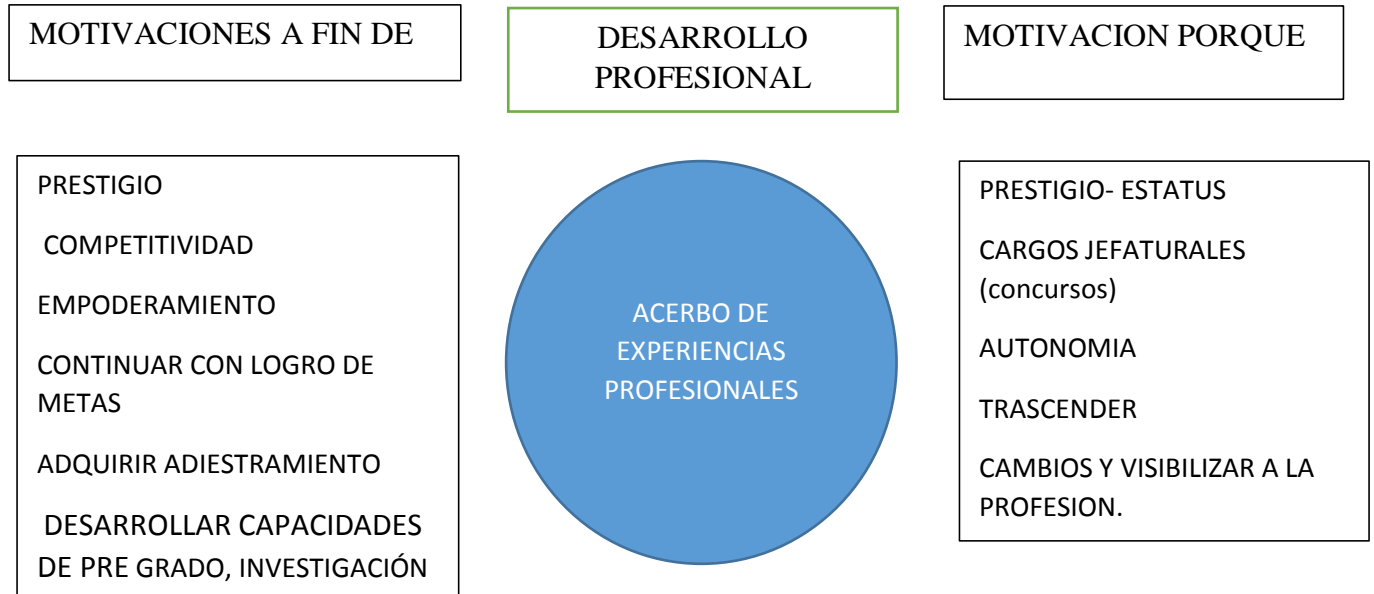 MOTIVACIONES A FIN DE
DESARROLLO
PROFESIONAL
MOTIVACION PORQUE
PRESTIGIO
COMPETITIVIDAD
EMPODERAMIENTO
CONTINUAR CON LOGRO DE
METAS
ADQUIRIR ADIESTRAMIENTO
DESARROLLAR CAPACIDADES
DE PRE GRADO, INVESTIGACIÓN
ACERBO DE
EXPERIENCIAS
PROFESIONALES
PRESTIGIO- ESTATUS
CARGOS JEFATURALES
(concursos)
AUTONOMIA
TRASCENDER
CAMBIOS Y VISIBILIZAR A LA
PROFESION.